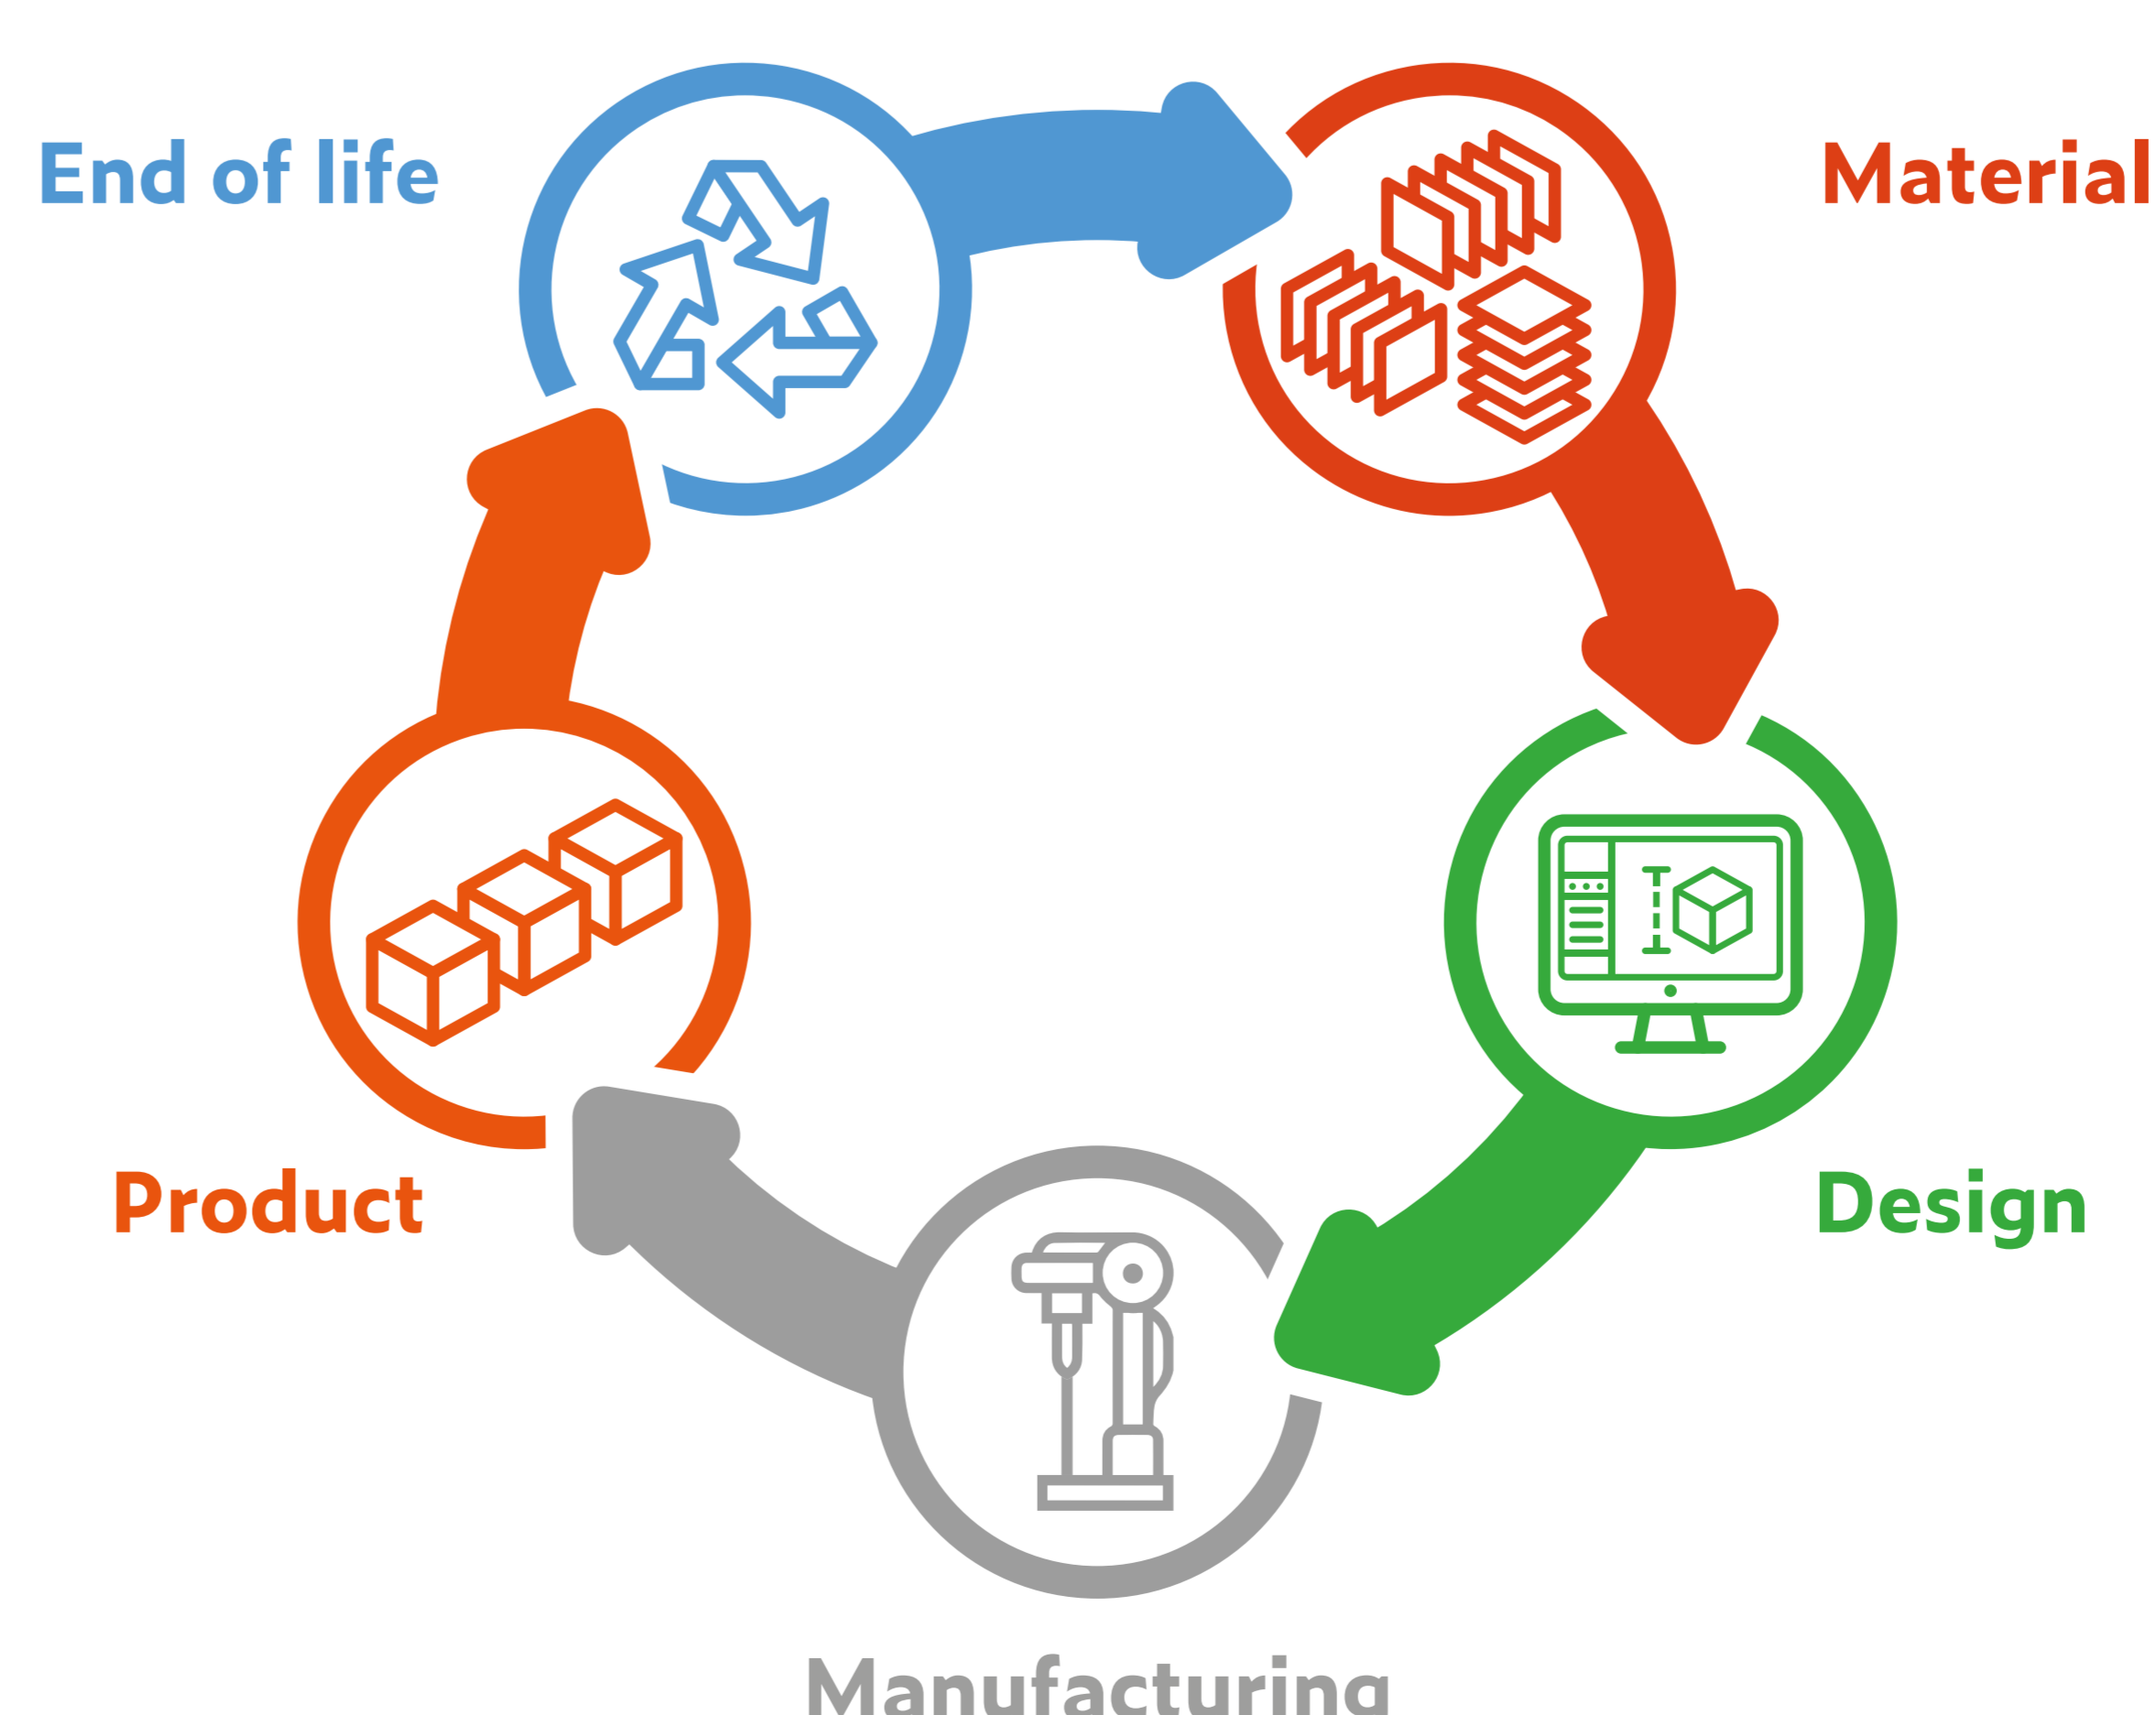 End of life
Material
Product
Design
Manufacturing